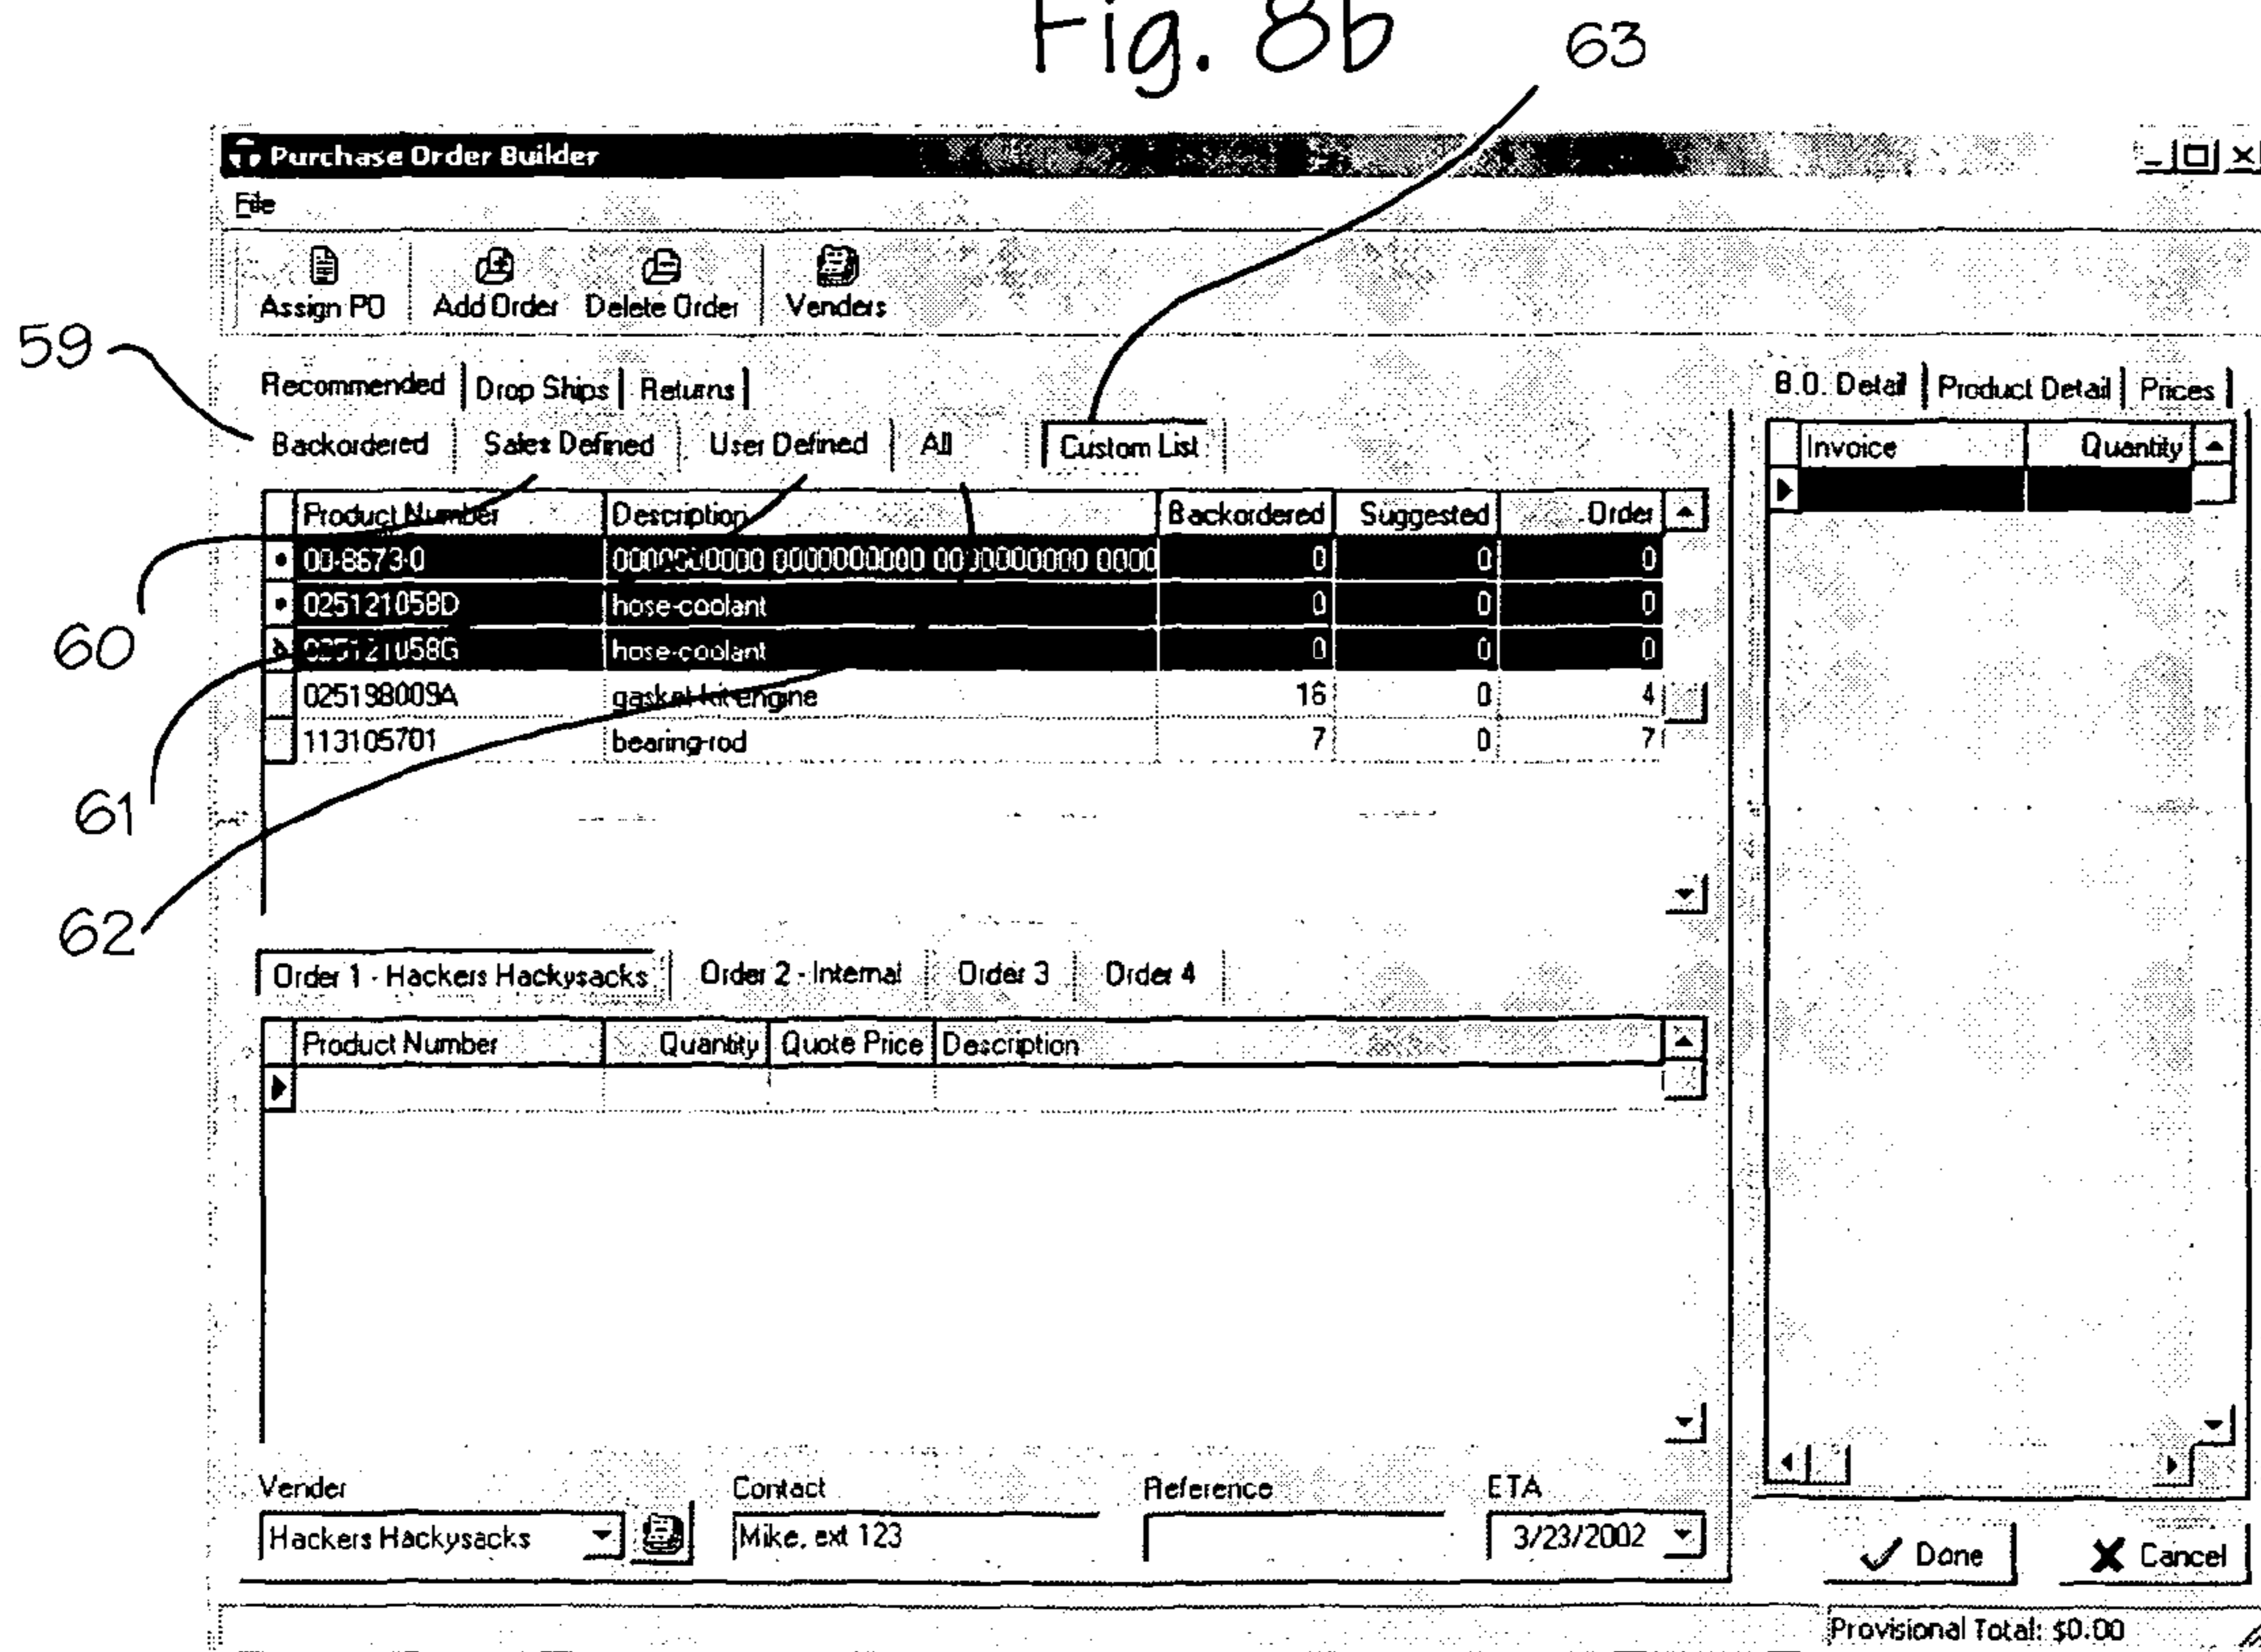 Fig. 8b
63
Purchase Order Builder
File
Assign PO Add Order Delete Order Venders
59
Recommended Drop Ships Returns
B.O. Detail Product Detail Prices
Backordered Sales Defined User Defined All Custom List
Invoice Quantity
Product Number Description Backordered Suggested Order
00-8673-0 0 0 0
025121058D hose-coolant 0 0 0
60
025121058G hose-coolant 0 0 0
025198009A gasket-kit-engine 16 0 4
113105701 bearing-rod 7 0 7
61
62
Order 1 - Hackers Hackysacks Order 2 - Internal Order 3 Order 4
Product Number Quantity Quote Price Description
Vender Contact Reference ETA
Hackers Hackysacks Mike, ext 123 3/23/2002
Done Cancel
Provisional Total: $0.00